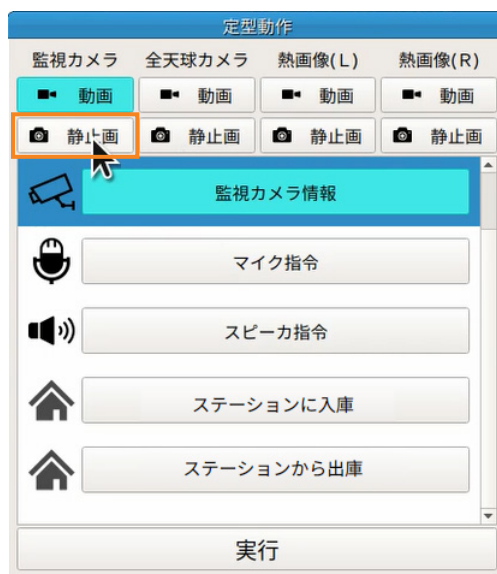 定型動作
監視カメラ 全天球カメラ 熱画像(L) 熱画像(R)
動画 動画 動画 動画
静止画 静止画 静止画 静止画
監視カメラ情報
マイク指令
スピーカ指令
ステーションに入庫
ステーションから出庫
実行